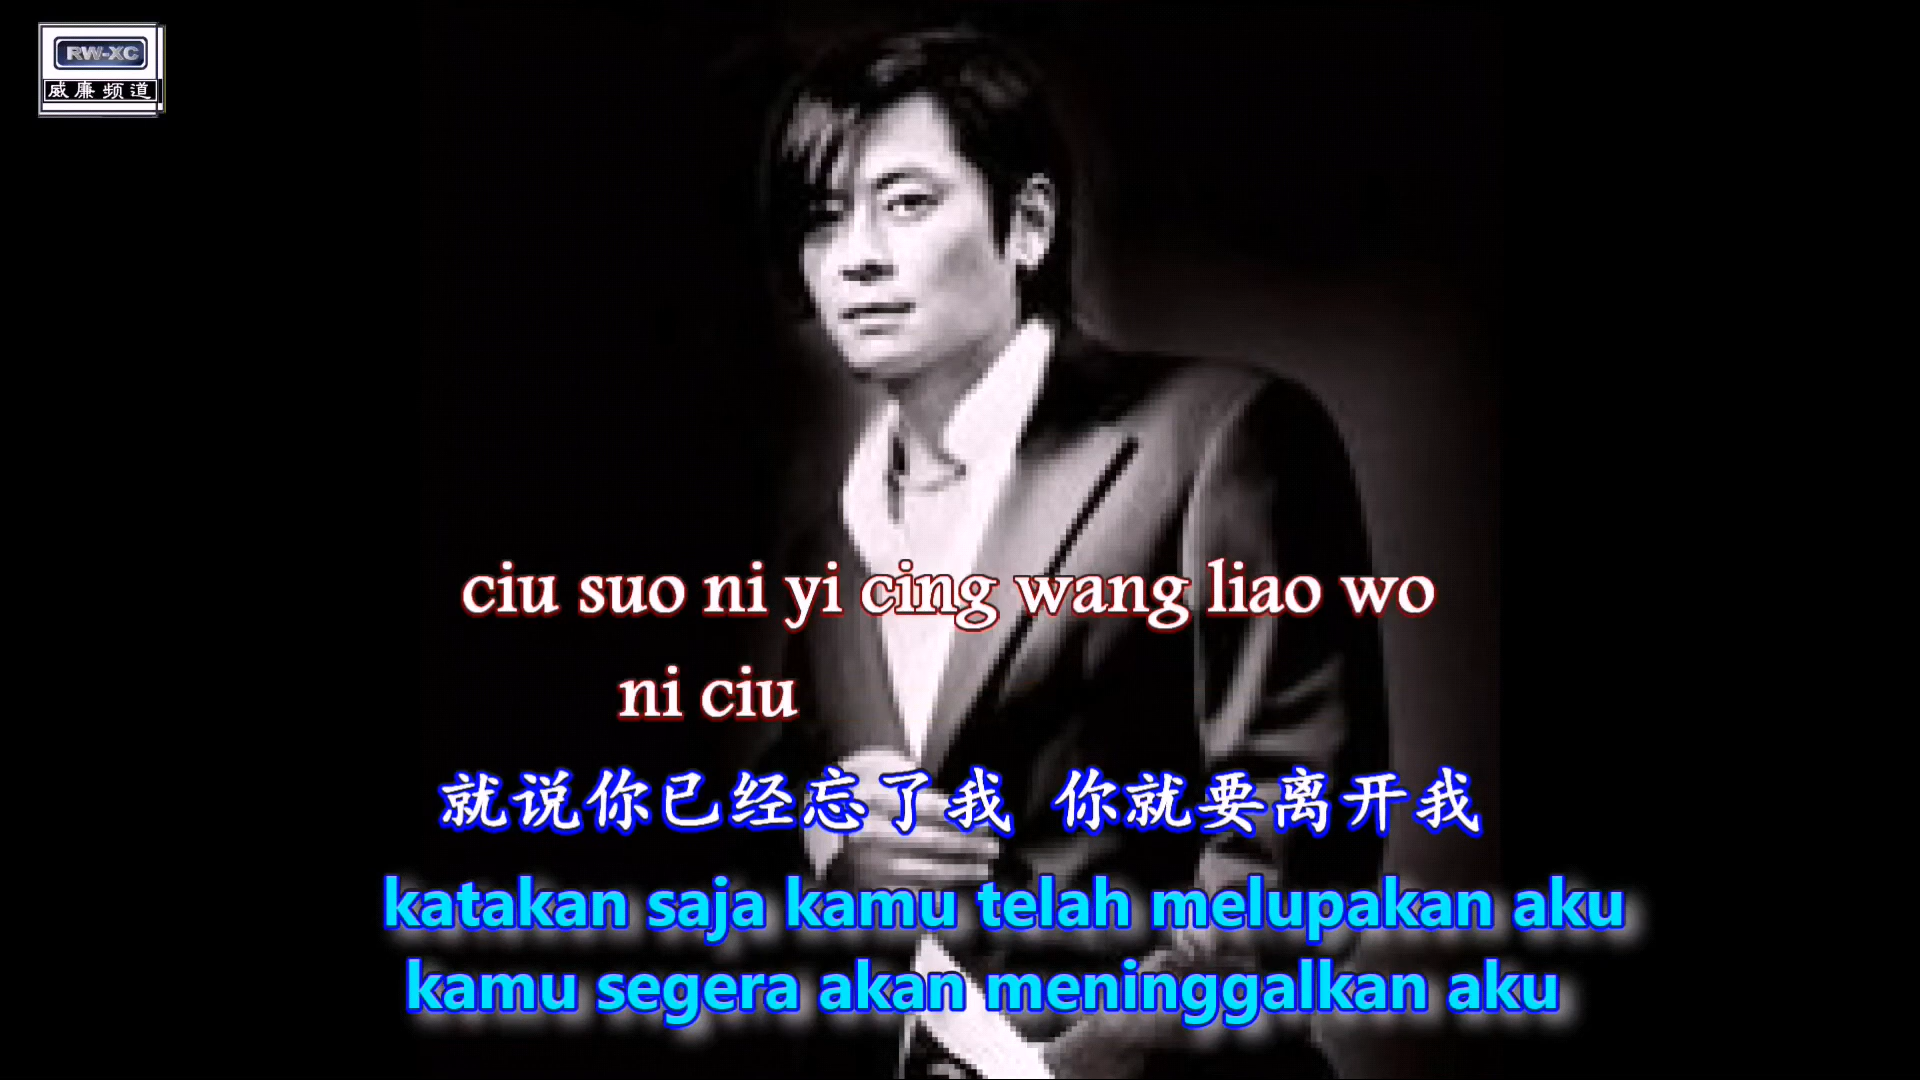 RW-XC
威廉频道
ciu suo ni yi cing wang liao wo
ni ciu
就说你已经忘了我 你就要离开我
katakan saja kamu telah melupakan aku
kamu segera akan meninggalkan aku